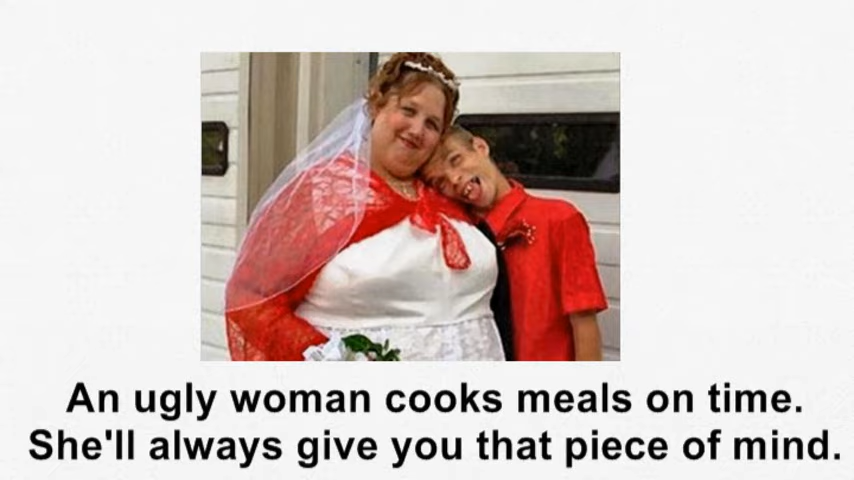 An ugly woman cooks meals on time.
She'll always give you that piece of mind.